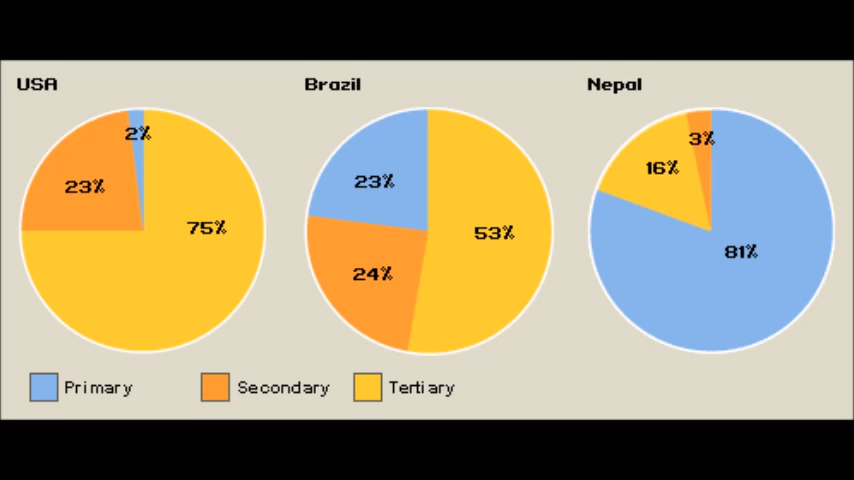 USA
Brazil
Nepal
2%
23%
75%
23%
24%
53%
3%
16%
81%
Primary
Secondary
Tertiary